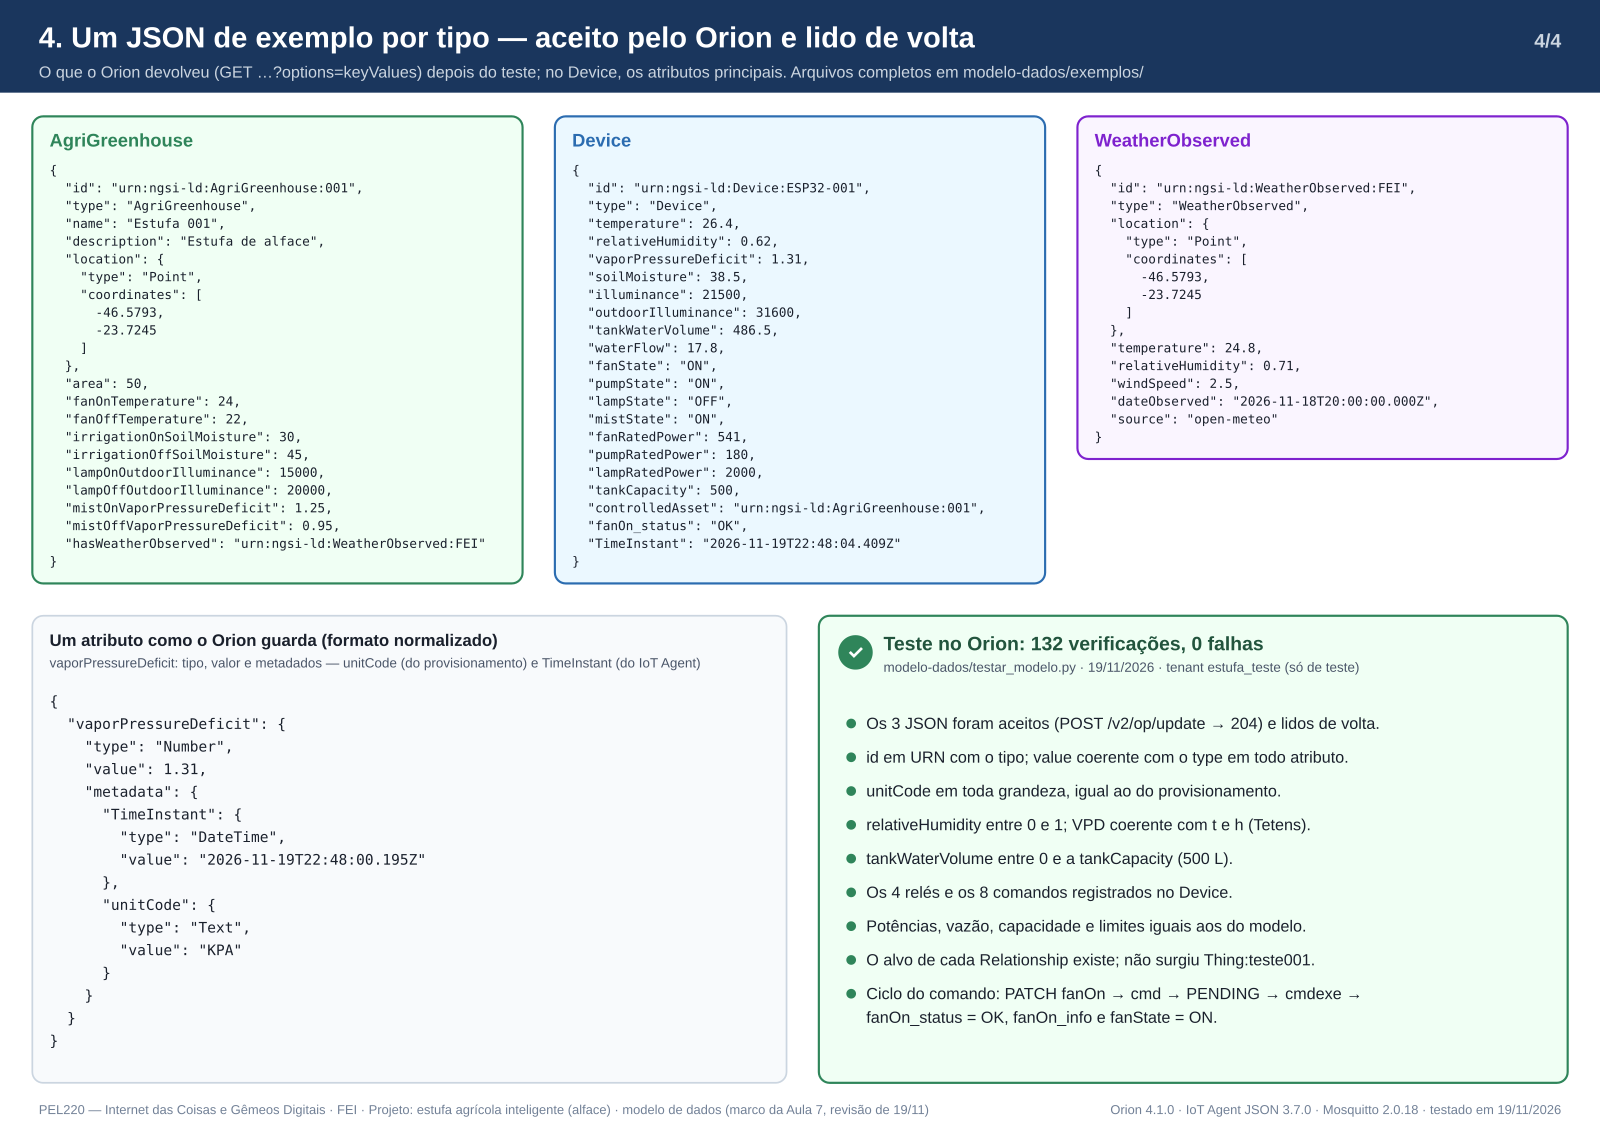 4. Um JSON de exemplo por tipo — aceito pelo Orion e lido de volta
4/4
O que o Orion devolveu (GET …?options=keyValues) depois do teste; no Device, os atributos principais. Arquivos completos em modelo-dados/exemplos/
AgriGreenhouse
{
  "id": "urn:ngsi-ld:AgriGreenhouse:001",
  "type": "AgriGreenhouse",
  "name": "Estufa 001",
  "description": "Estufa de alface",
  "location": {
    "type": "Point",
    "coordinates": [
      -46.5793,
      -23.7245
    ]
  },
  "area": 50,
  "fanOnTemperature": 24,
  "fanOffTemperature": 22,
  "irrigationOnSoilMoisture": 30,
  "irrigationOffSoilMoisture": 45,
  "lampOnOutdoorIlluminance": 15000,
  "lampOffOutdoorIlluminance": 20000,
  "mistOnVaporPressureDeficit": 1.25,
  "mistOffVaporPressureDeficit": 0.95,
  "hasWeatherObserved": "urn:ngsi-ld:WeatherObserved:FEI"
}
Device
{
  "id": "urn:ngsi-ld:Device:ESP32-001",
  "type": "Device",
  "temperature": 26.4,
  "relativeHumidity": 0.62,
  "vaporPressureDeficit": 1.31,
  "soilMoisture": 38.5,
  "illuminance": 21500,
  "outdoorIlluminance": 31600,
  "tankWaterVolume": 486.5,
  "waterFlow": 17.8,
  "fanState": "ON",
  "pumpState": "ON",
  "lampState": "OFF",
  "mistState": "ON",
  "fanRatedPower": 541,
  "pumpRatedPower": 180,
  "lampRatedPower": 2000,
  "tankCapacity": 500,
  "controlledAsset": "urn:ngsi-ld:AgriGreenhouse:001",
  "fanOn_status": "OK",
  "TimeInstant": "2026-11-19T22:48:04.409Z"
}
WeatherObserved
{
  "id": "urn:ngsi-ld:WeatherObserved:FEI",
  "type": "WeatherObserved",
  "location": {
    "type": "Point",
    "coordinates": [
      -46.5793,
      -23.7245
    ]
  },
  "temperature": 24.8,
  "relativeHumidity": 0.71,
  "windSpeed": 2.5,
  "dateObserved": "2026-11-18T20:00:00.000Z",
  "source": "open-meteo"
}
Um atributo como o Orion guarda (formato normalizado)
vaporPressureDeficit: tipo, valor e metadados — unitCode (do provisionamento) e TimeInstant (do IoT Agent)
{
  "vaporPressureDeficit": {
    "type": "Number",
    "value": 1.31,
    "metadata": {
      "TimeInstant": {
        "type": "DateTime",
        "value": "2026-11-19T22:48:00.195Z"
      },
      "unitCode": {
        "type": "Text",
        "value": "KPA"
      }
    }
  }
}
Teste no Orion: 132 verificações, 0 falhas
modelo-dados/testar_modelo.py · 19/11/2026 · tenant estufa_teste (só de teste)
● Os 3 JSON foram aceitos (POST /v2/op/update → 204) e lidos de volta.
● id em URN com o tipo; value coerente com o type em todo atributo.
● unitCode em toda grandeza, igual ao do provisionamento.
● relativeHumidity entre 0 e 1; VPD coerente com t e h (Tetens).
● tankWaterVolume entre 0 e a tankCapacity (500 L).
● Os 4 relés e os 8 comandos registrados no Device.
● Potências, vazão, capacidade e limites iguais aos do modelo.
● O alvo de cada Relationship existe; não surgiu Thing:teste001.
● Ciclo do comando: PATCH fanOn → cmd → PENDING → cmdexe →
fanOn_status = OK, fanOn_info e fanState = ON.
PEL220 — Internet das Coisas e Gêmeos Digitais · FEI · Projeto: estufa agrícola inteligente (alface) · modelo de dados (marco da Aula 7, revisão de 19/11)
Orion 4.1.0 · IoT Agent JSON 3.7.0 · Mosquitto 2.0.18 · testado em 19/11/2026